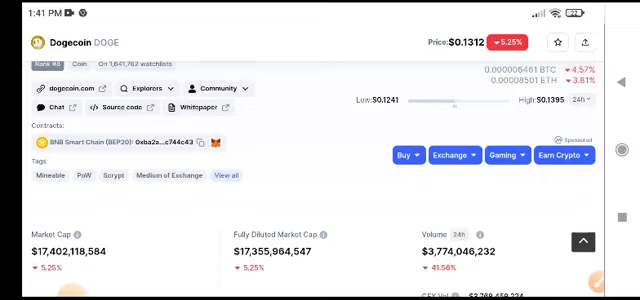 1:41 PM
22
Dogecoin DOGE
Price: $0.1312 ▾ 5.25%
Rank #8 Coin On 1,641,762 watchlists
0.000006461 BTC ▾ 4.57%
0.00008501 ETH ▾ 3.81%
dogecoin.com Explorers Community
Low: $0.1241 High: $0.1395 24h
Chat Source code Whitepaper
Contracts:
BNB Smart Chain (BEP20): 0xba2a...c744c43
Sponsored
Buy Exchange Gaming Earn Crypto
Tags:
Mineable PoW Scrypt Medium of Exchange View all
Market Cap Fully Diluted Market Cap Volume 24h
$17,402,118,584 $17,355,964,547 $3,774,046,232
▾ 5.25% ▾ 5.25% ▾ 41.56%